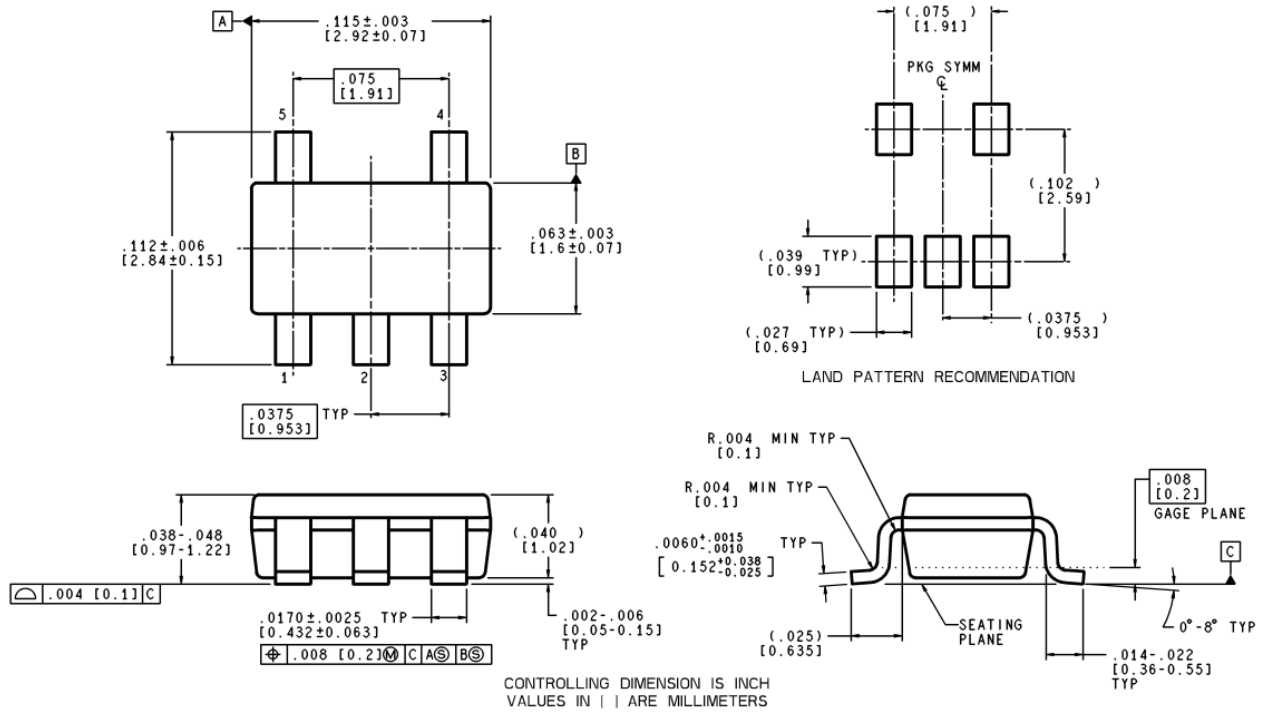 A
.115±.003
[2.92±0.07]
.075
[1.91]
5
4
B
.112±.006
[2.84±0.15]
.063±.003
[1.6±0.07]
1
2
3
.0375 TYP
[0.953]
(.075 )
[1.91]
PKG SYMM
℄
(.102 )
[2.59]
(.039 TYP)
[0.99]
(.027 TYP)
[0.69]
(.0375 )
[0.953]
LAND PATTERN RECOMMENDATION
.038-.048
[0.97-1.22]
(.040 )
[1.02]
⌓ .004 [0.1] C
.0170±.0025 TYP
[0.432±0.063]
⌖ .008 [0.2]Ⓜ C AⓈ BⓈ
.002-.006
[0.05-0.15]
TYP
R.004 MIN TYP
[0.1]
R.004 MIN TYP
[0.1]
.0060+.0015 -.0010 TYP
[0.152+0.038 -0.025]
.008
[0.2]
GAGE PLANE
C
0°-8° TYP
SEATING
PLANE
(.025)
[0.635]
.014-.022
[0.36-0.55]
TYP
CONTROLLING DIMENSION IS INCH
VALUES IN [ ] ARE MILLIMETERS